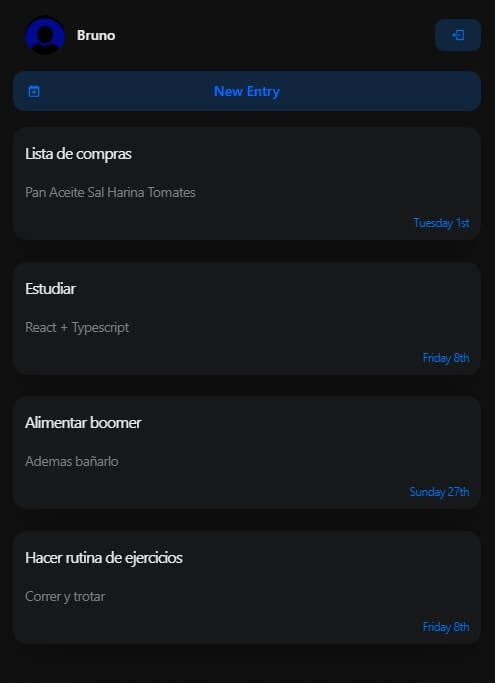 Bruno
New Entry
Lista de compras
Pan Aceite Sal Harina Tomates
Tuesday 1st
Estudiar
React + Typescript
Friday 8th
Alimentar boomer
Ademas bañarlo
Sunday 27th
Hacer rutina de ejercicios
Correr y trotar
Friday 8th